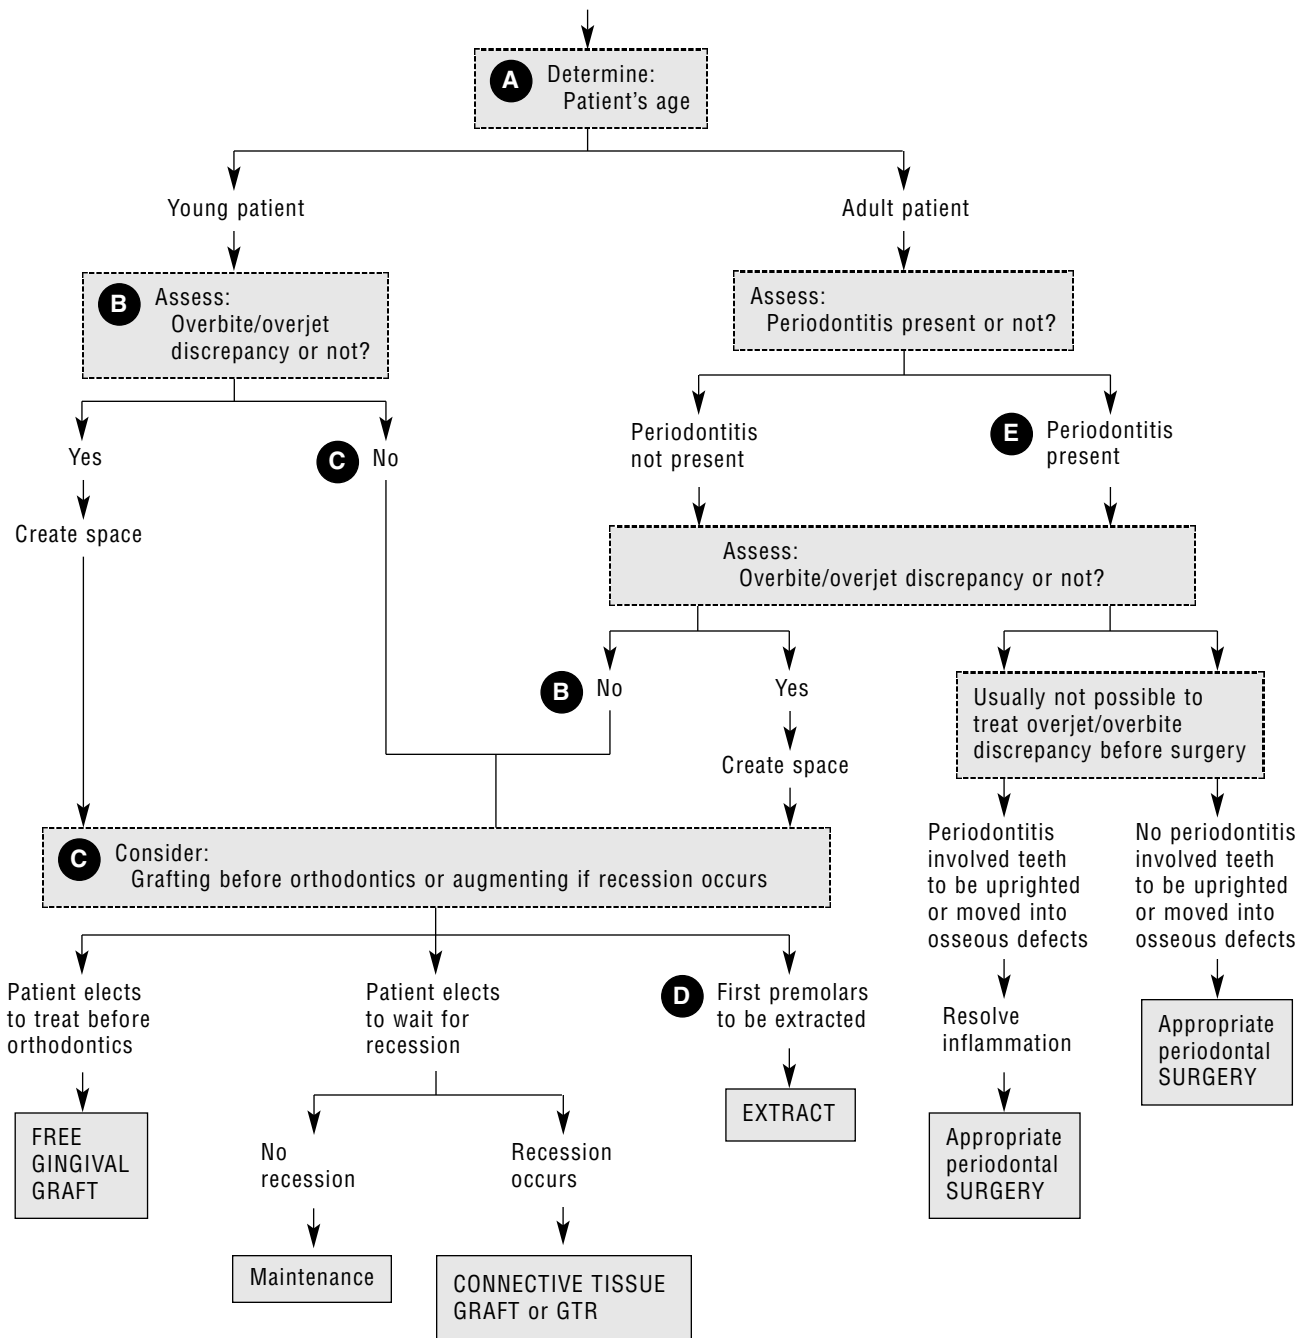 A
Determine:
Patient's age
Young patient
Adult patient
B
Assess:
Overbite/overjet
discrepancy or not?
Assess:
Periodontitis present or not?
Yes
C
No
Periodontitis
not present
E
Periodontitis
present
Create space
Assess:
Overbite/overjet discrepancy or not?
B
No
Yes
Create space
Usually not possible to
treat overjet/overbite
discrepancy before surgery
C
Consider:
Grafting before orthodontics or augmenting if recession occurs
Periodontitis
involved teeth
to be uprighted
or moved into
osseous defects
No periodontitis
involved teeth
to be uprighted
or moved into
osseous defects
Patient elects
to treat before
orthodontics
Patient elects
to wait for
recession
D
First premolars
to be extracted
Resolve
inflammation
Appropriate
periodontal
SURGERY
FREE
GINGIVAL
GRAFT
No
recession
Recession
occurs
EXTRACT
Appropriate
periodontal
SURGERY
Maintenance
CONNECTIVE TISSUE
GRAFT or GTR